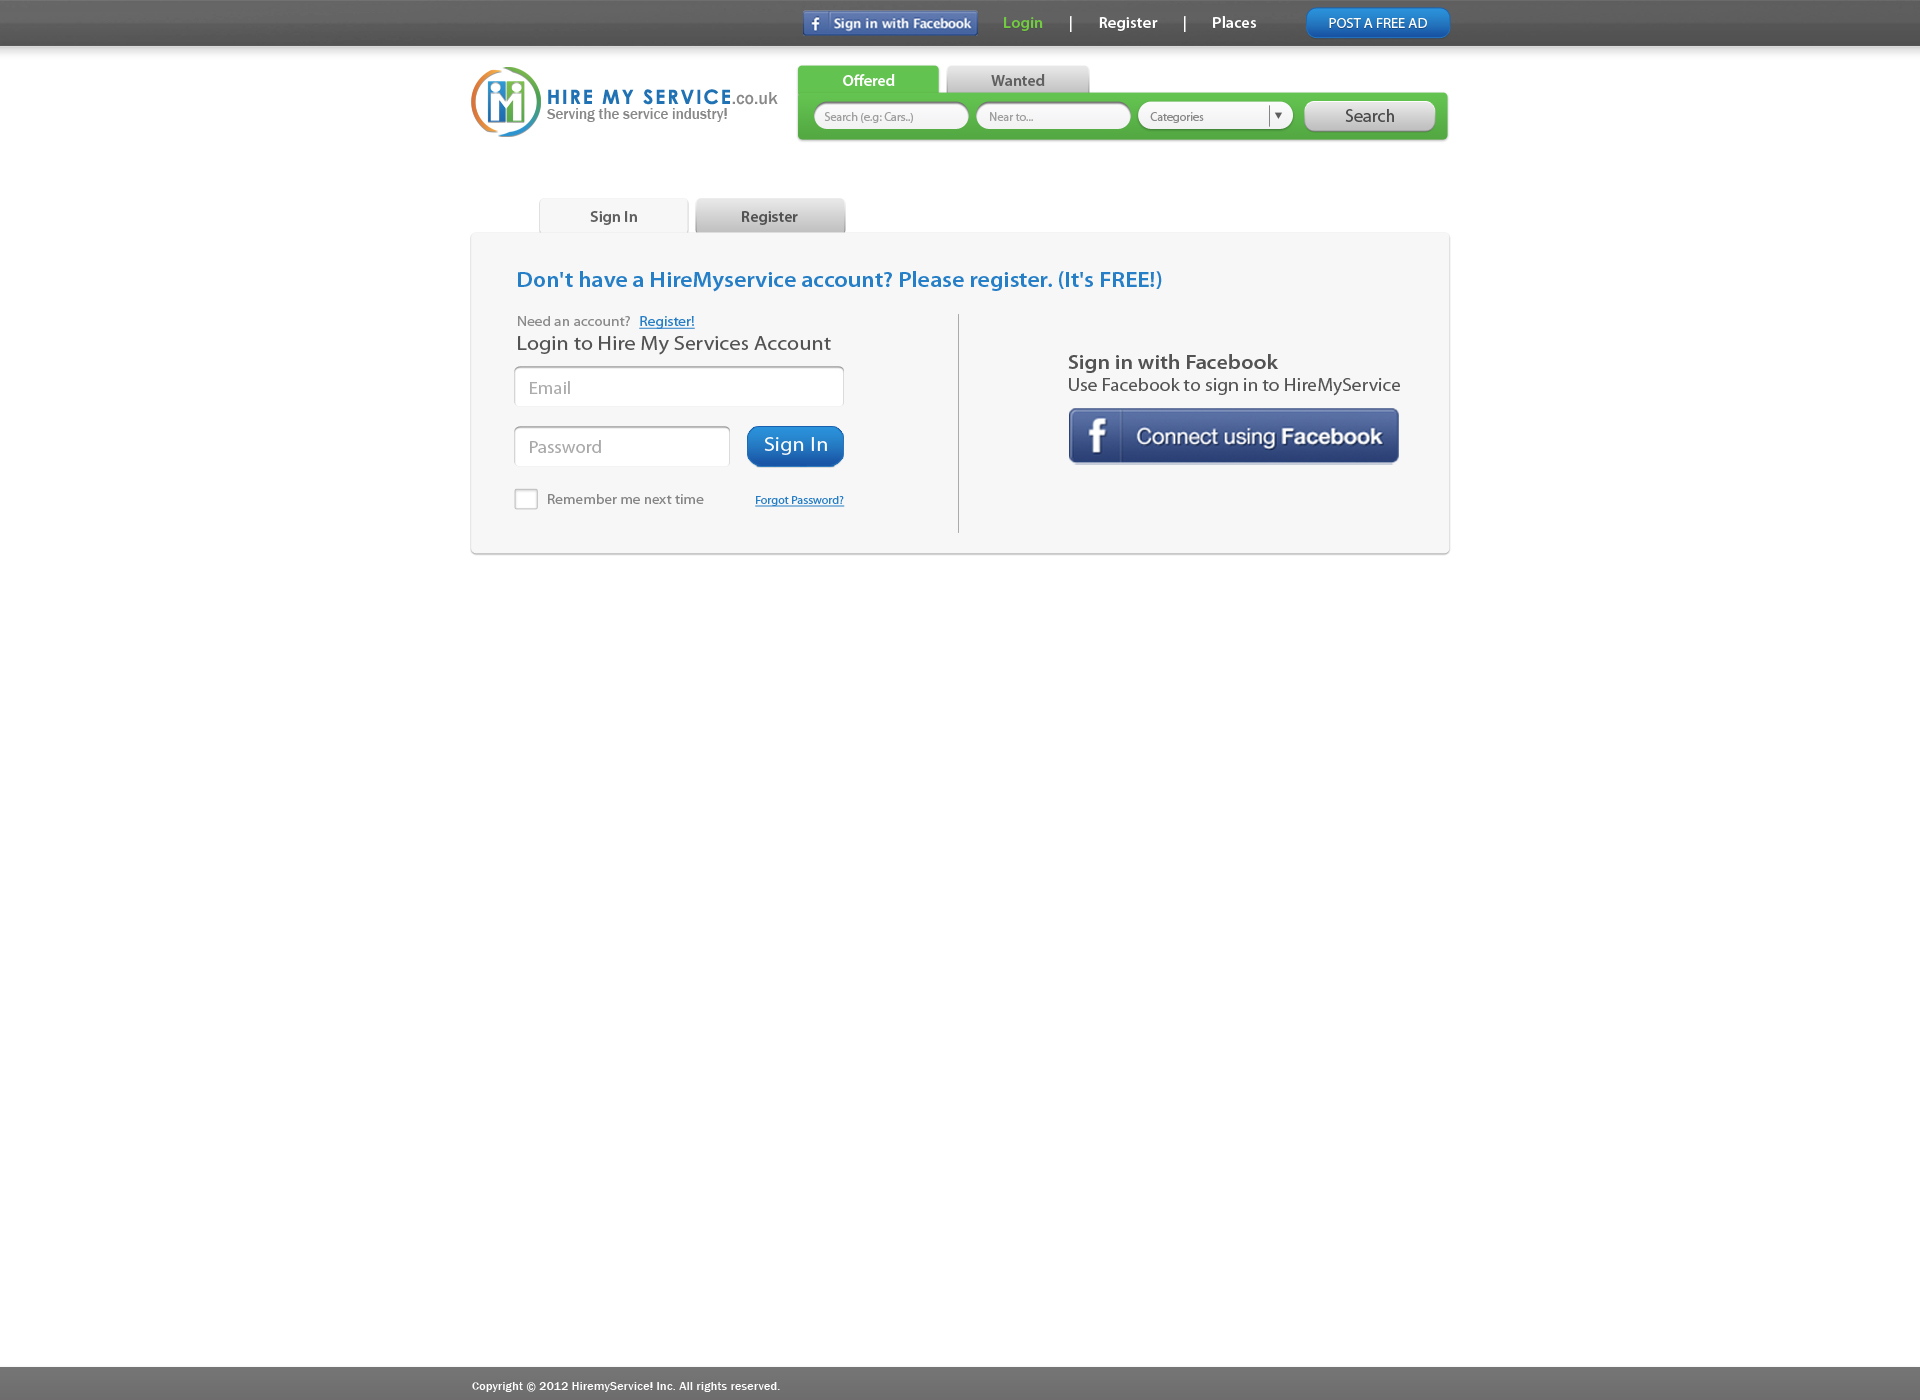 Sign in with Facebook Login | Register | Places POST A FREE AD
HIRE MY SERVICE.co.uk
Serving the service industry!
Offered Wanted
Search (e.g: Cars..) Near to... Categories Search
Sign In Register
Don't have a HireMyservice account? Please register. (It's FREE!)
Need an account? Register!
Login to Hire My Services Account
Email
Password Sign In
Remember me next time Forgot Password?
Sign in with Facebook
Use Facebook to sign in to HireMyService
Connect using Facebook
Copyright © 2012 HiremyService! Inc. All rights reserved.